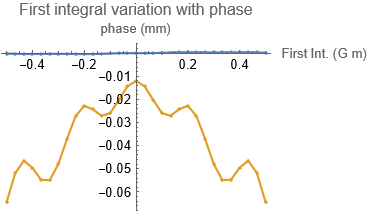 First integral variation with phase
phase (mm)
First Int. (G m)
-0.4 -0.2 0.2 0.4
-0.01
-0.02
-0.03
-0.04
-0.05
-0.06